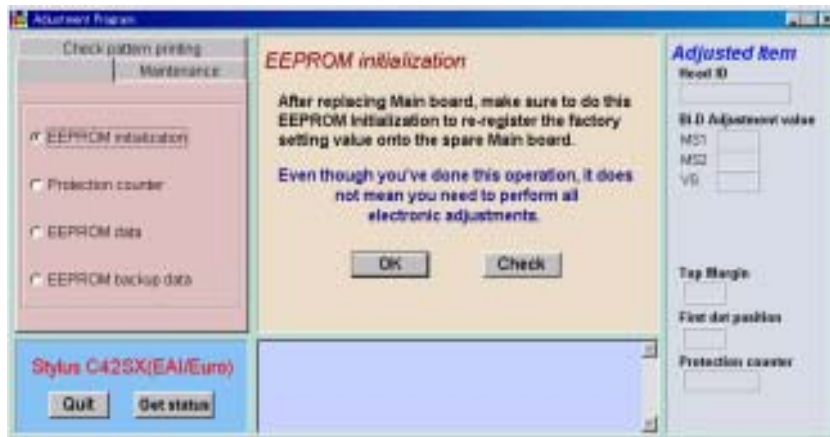 Adjustment Program
Check pattern printing
Maintenance
EEPROM initialization
Protection counter
EEPROM data
EEPROM backup data
EEPROM initialization
After replacing Main board, make sure to do this
EEPROM Initialization to re-register the factory
setting value onto the spare Main board.
Even though you've done this operation, it does
not mean you need to perform all
electronic adjustments.
OK
Check
Stylus C42SX(EAI/Euro)
Quit
Get status
Adjusted Item
Head ID
Bi-D Adjustment value
MS1
MS2
VS
Top Margin
First dot position
Protection counter